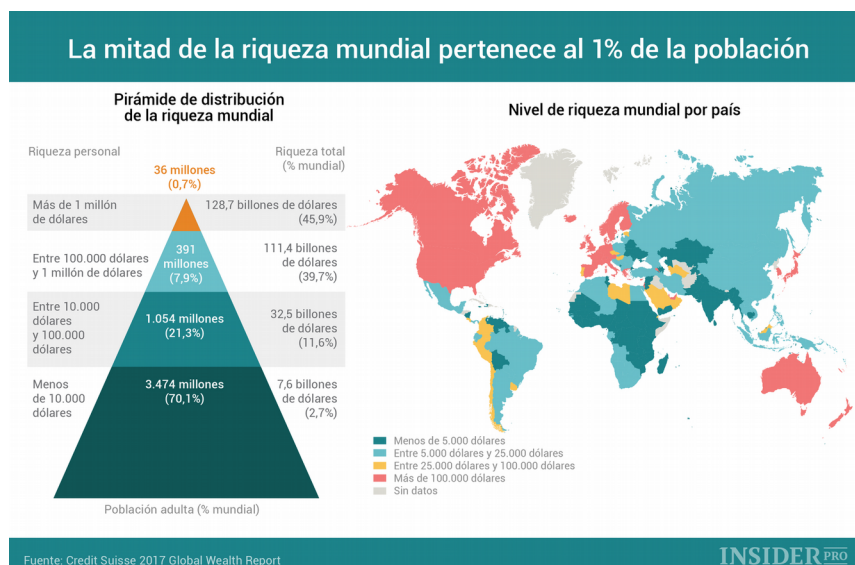 La mitad de la riqueza mundial pertenece al 1% de la población
Pirámide de distribución
de la riqueza mundial
Riqueza personal
Riqueza total
(% mundial)
36 millones
(0,7%)
Más de 1 millón
de dólares
128,7 billones de dólares
(45,9%)
Entre 100.000 dólares
y 1 millón de dólares
391
millones
(7,9%)
111,4 billones
de dólares
(39,7%)
Entre 10.000
dólares
y 100.000
dólares
1.054 millones
(21,3%)
32,5 billones
de dólares
(11,6%)
Menos
de 10.000
dólares
3.474 millones
(70,1%)
7,6 billones
de dólares
(2,7%)
Población adulta (% mundial)
Nivel de riqueza mundial por país
Menos de 5.000 dólares
Entre 5.000 dólares y 25.000 dólares
Entre 25.000 dólares y 100.000 dólares
Más de 100.000 dólares
Sin datos
Fuente: Credit Suisse 2017 Global Wealth Report
INSIDER PRO